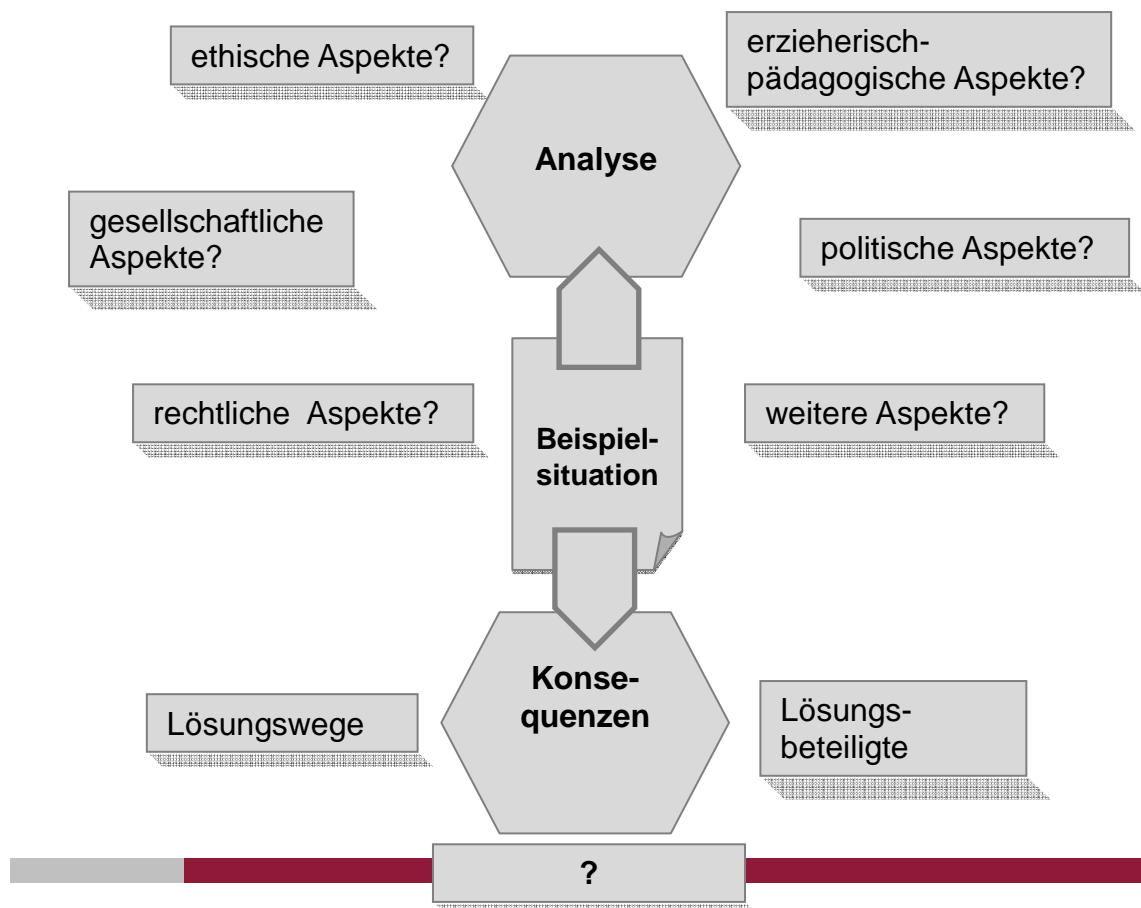 ethische Aspekte?
erzieherisch-
pädagogische Aspekte?
Analyse
gesellschaftliche
Aspekte?
politische Aspekte?
rechtliche Aspekte?
weitere Aspekte?
Beispiel-
situation
Konse-
quenzen
Lösungswege
Lösungs-
beteiligte
?